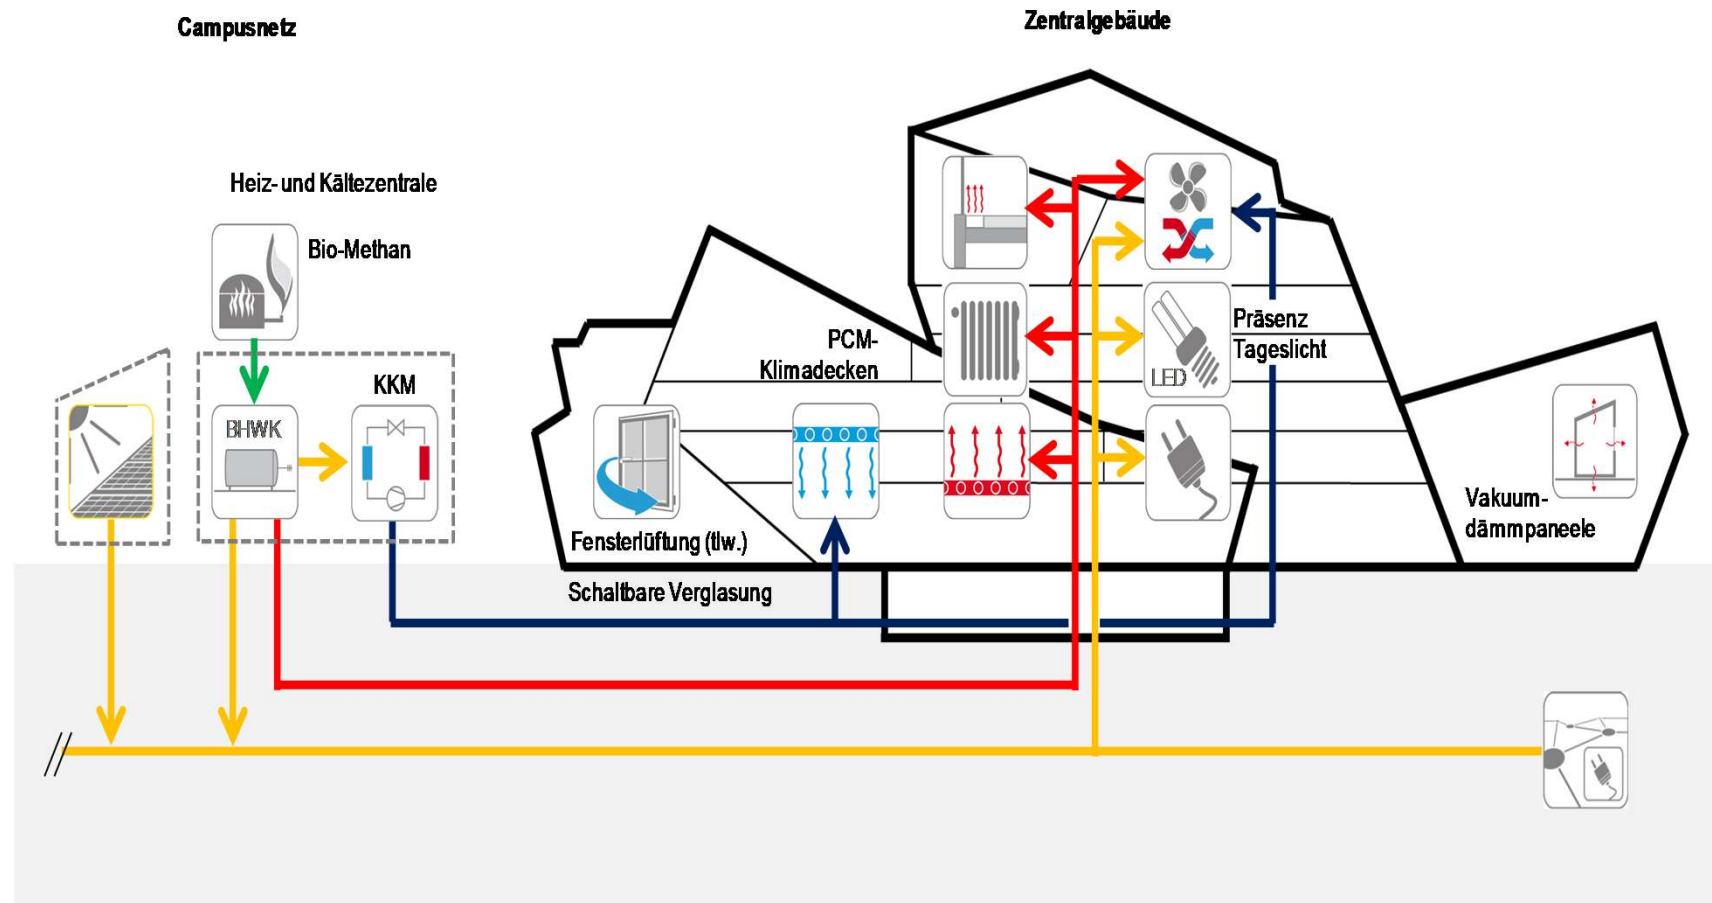 Campusnetz
Zentralgebäude
Heiz- und Kältezentrale
Bio-Methan
KKM
BHWK
PCM-
Klimadecken
Präsenz
Tageslicht
LED
Fensterlüftung (tlw.)
Schaltbare Verglasung
Vakuum-
dämmpaneele